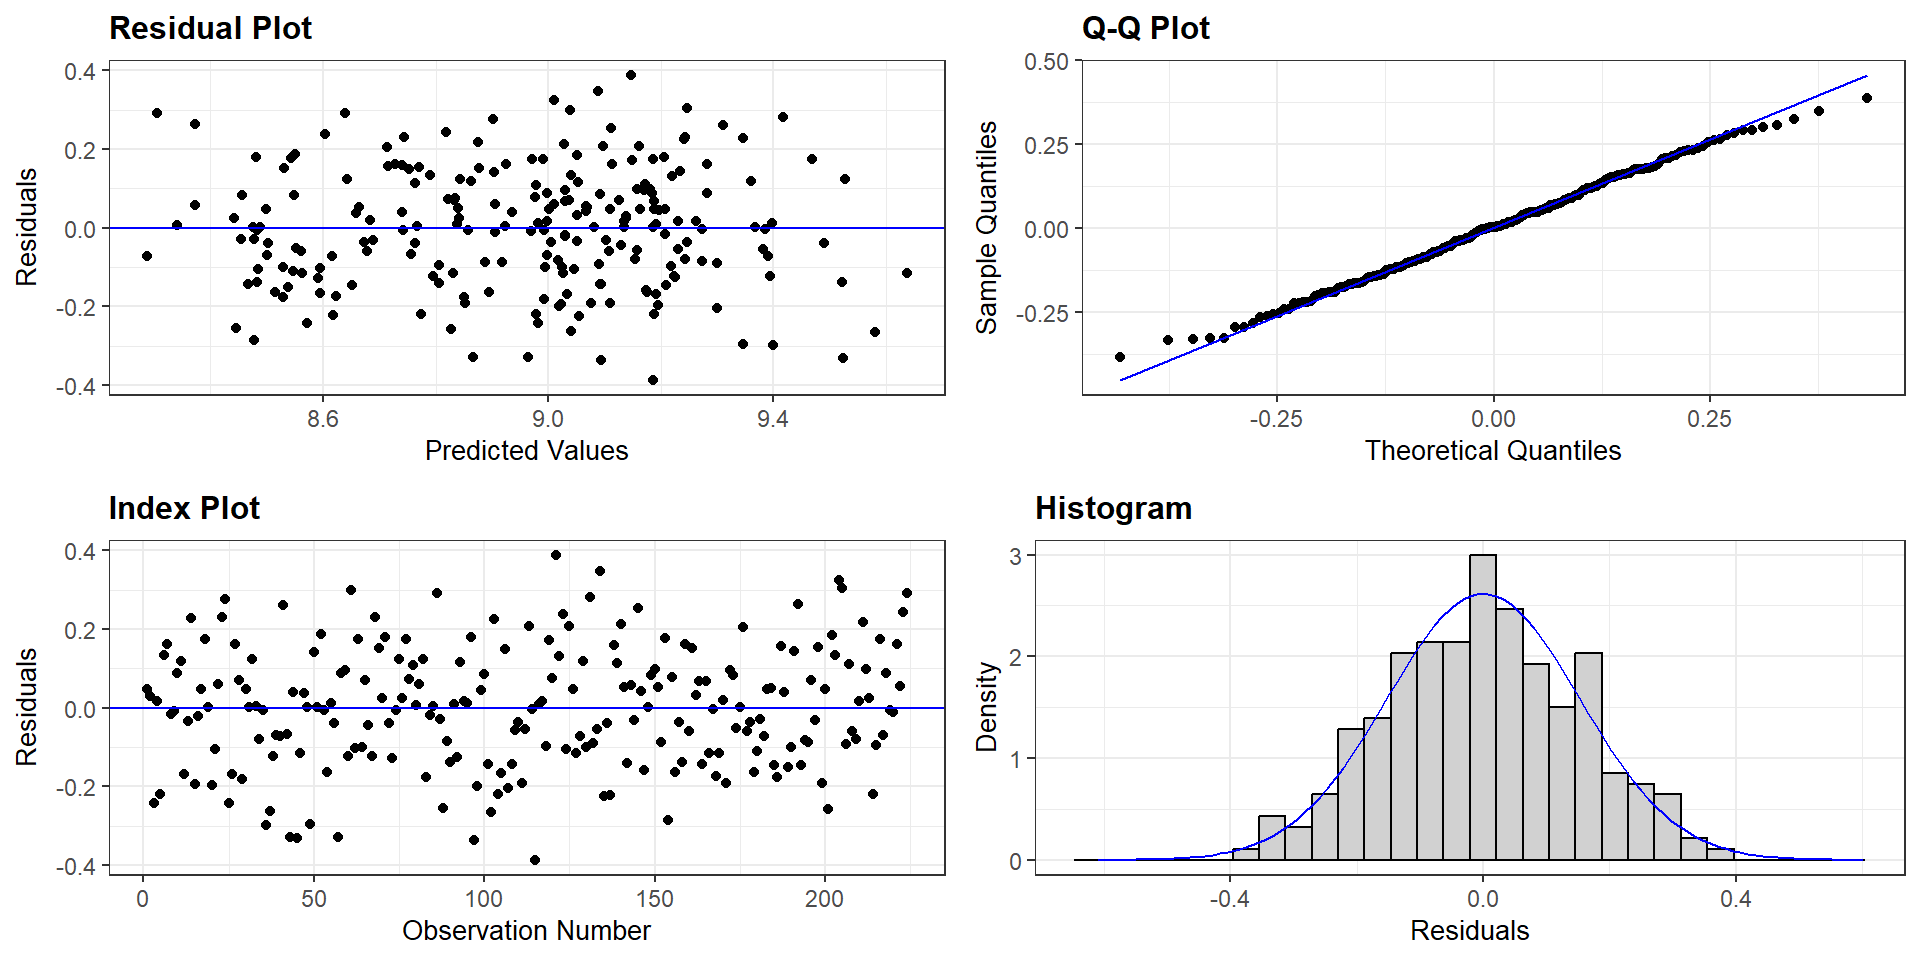 Residual Plot
Residuals
0.4
0.2
0.0
-0.2
-0.4
8.6 9.0 9.4
Predicted Values
Q-Q Plot
Sample Quantiles
0.50
0.25
0.00
-0.25
-0.25 0.00 0.25
Theoretical Quantiles
Index Plot
Residuals
0.4
0.2
0.0
-0.2
-0.4
0 50 100 150 200
Observation Number
Histogram
Density
3
2
1
0
-0.4 0.0 0.4
Residuals